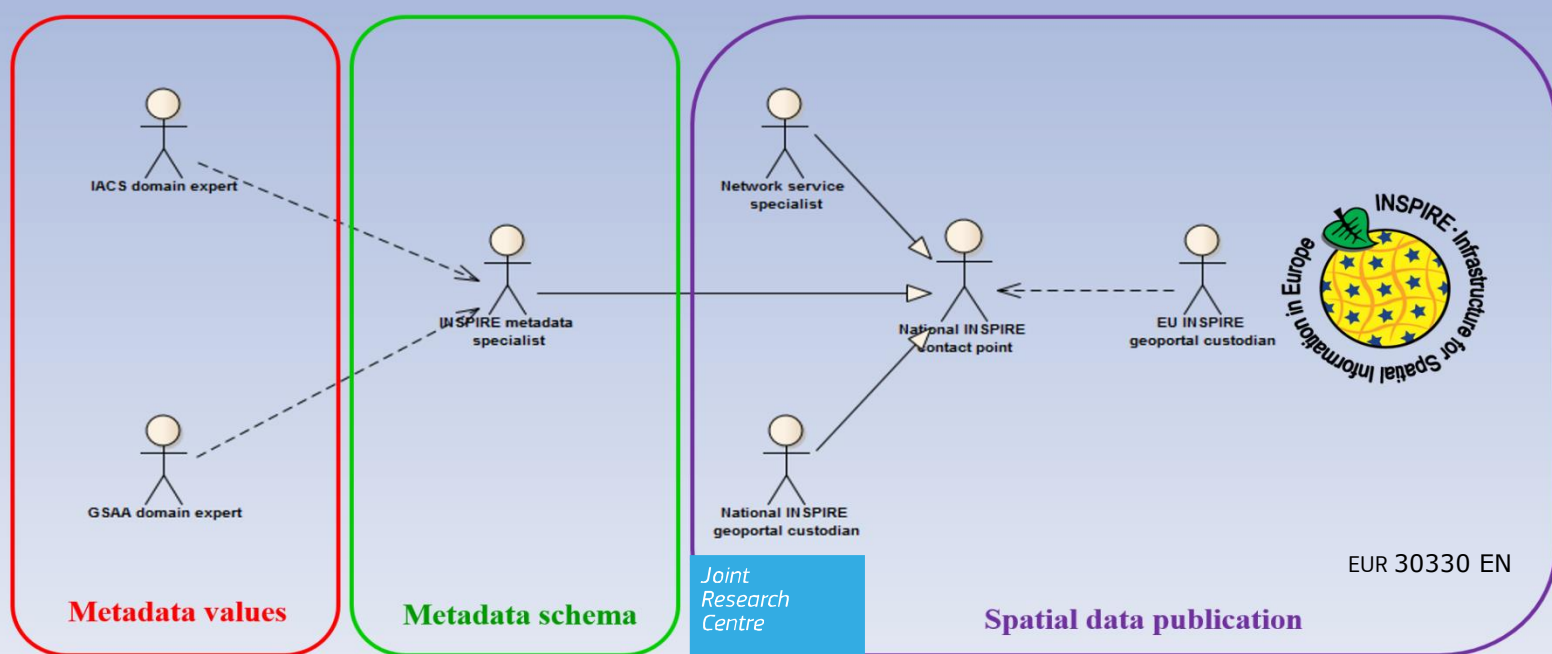 IACS domain expert
GSAA domain expert
Metadata values
INSPIRE metadata
specialist
Metadata schema
Network service
specialist
National INSPIRE
contact point
National INSPIRE
geoportal custodian
EU INSPIRE
geoportal custodian
INSPIRE · Infrastructure for Spatial Information in Europe
EUR 30330 EN
Joint
Research
Centre
Spatial data publication